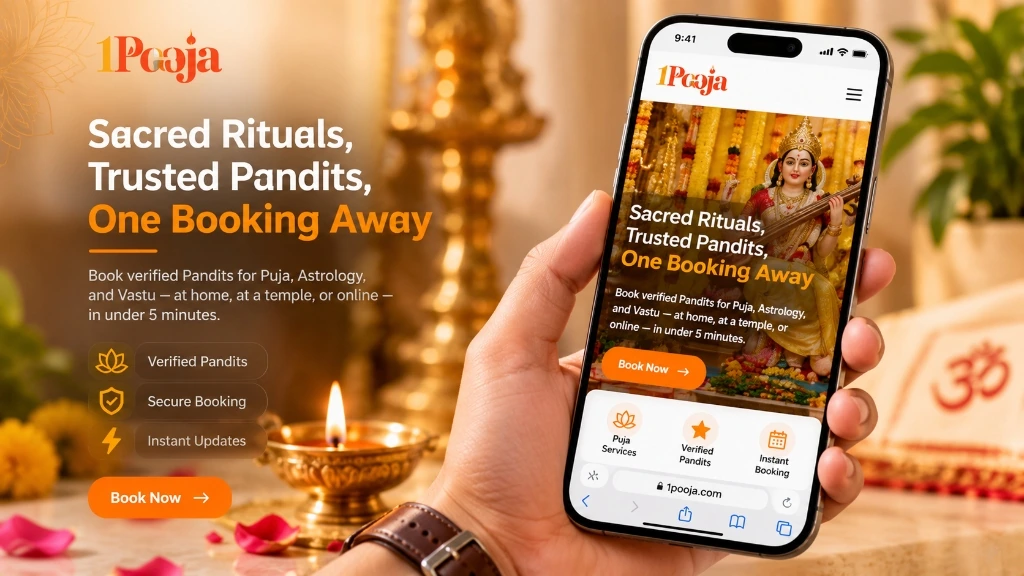 1Pooja
Sacred Rituals,
Trusted Pandits,
One Booking Away
Book verified Pandits for Puja, Astrology,
and Vastu — at home, at a temple, or online —
in under 5 minutes.
Verified Pandits
Secure Booking
Instant Updates
Book Now →
9:41
1Pooja
Sacred Rituals,
Trusted Pandits,
One Booking Away
Book verified Pandits for Puja, Astrology,
and Vastu — at home, at a temple, or
online — in under 5 minutes.
Book Now →
Puja
Services
Verified
Pandits
Instant
Booking
1pooja.com
ॐ